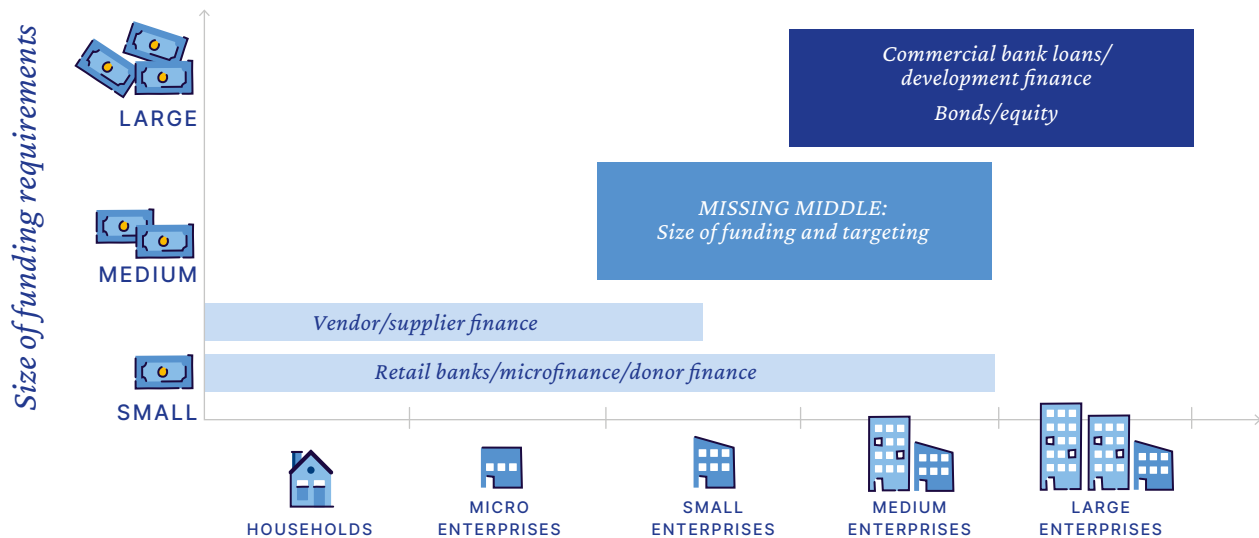 Size of funding requirements
LARGE
Commercial bank loans/
development finance
Bonds/equity
MEDIUM
MISSING MIDDLE:
Size of funding and targeting
Vendor/supplier finance
Retail banks/microfinance/donor finance
SMALL
HOUSEHOLDS
MICRO
ENTERPRISES
SMALL
ENTERPRISES
MEDIUM
ENTERPRISES
LARGE
ENTERPRISES